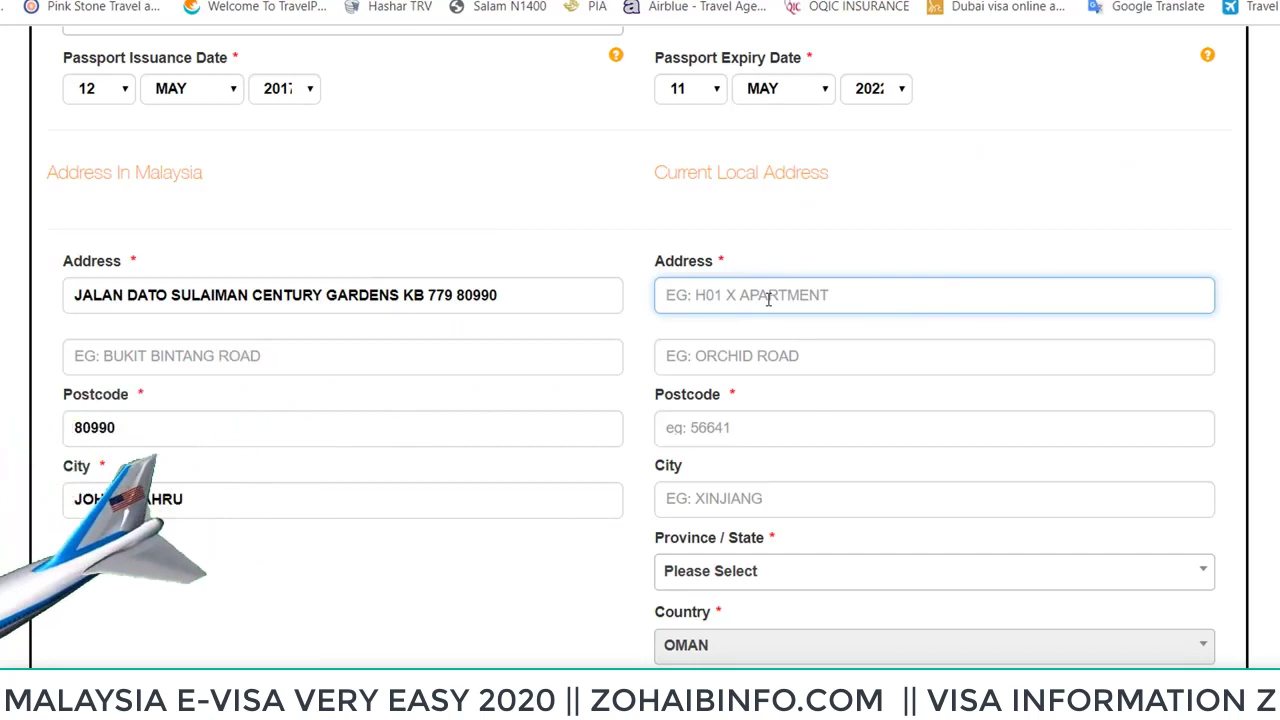 Pink Stone Travel a... Welcome To TravelP... Hashar TRV Salam N1400 PIA Airblue - Travel Age... OQIC INSURANCE Dubai visa online a... Google Translate Travel
Passport Issuance Date * Passport Expiry Date *
12 MAY 2017 11 MAY 2022
Address In Malaysia Current Local Address
Address * Address *
JALAN DATO SULAIMAN CENTURY GARDENS KB 779 80990 EG: H01 X APARTMENT
EG: BUKIT BINTANG ROAD EG: ORCHID ROAD
Postcode * Postcode *
80990 eg: 56641
City * City
EG: XINJIANG
Province / State *
Please Select
Country *
OMAN
MALAYSIA E-VISA VERY EASY 2020 || ZOHAIBINFO.COM || VISA INFORMATION Z